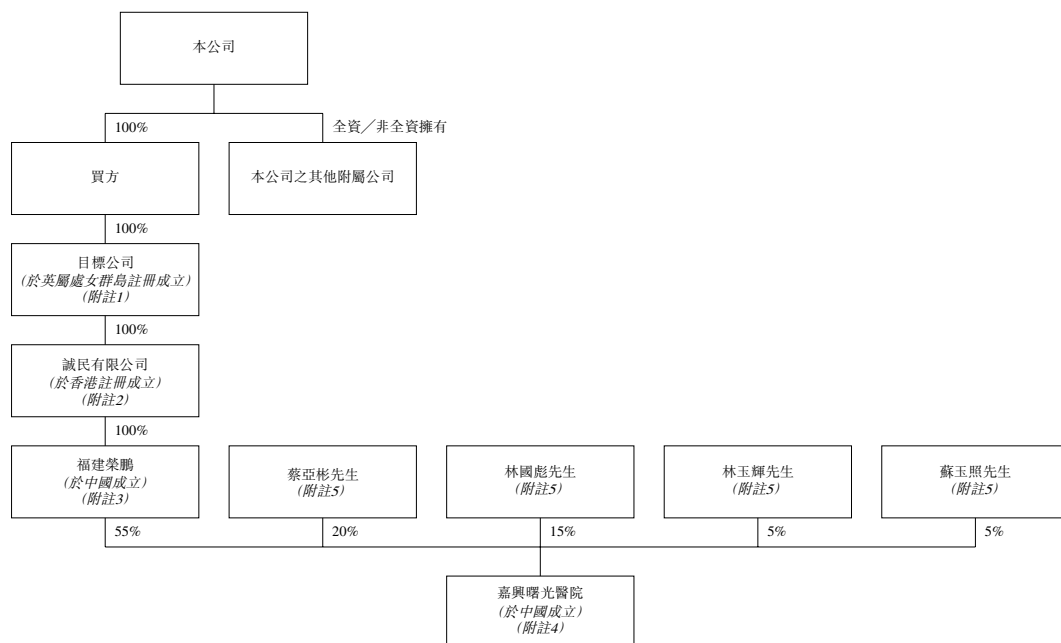 本公司
100%
全資／非全資擁有
買方
本公司之其他附屬公司
100%
目標公司
(於英屬處女群島註冊成立)
(附註1)
100%
誠民有限公司
(於香港註冊成立)
(附註2)
100%
福建榮鵬
(於中國成立)
(附註3)
蔡亞彬先生
(附註5)
林國彪先生
(附註5)
林玉輝先生
(附註5)
蘇玉照先生
(附註5)
55%
20%
15%
5%
5%
嘉興曙光醫院
(於中國成立)
(附註4)